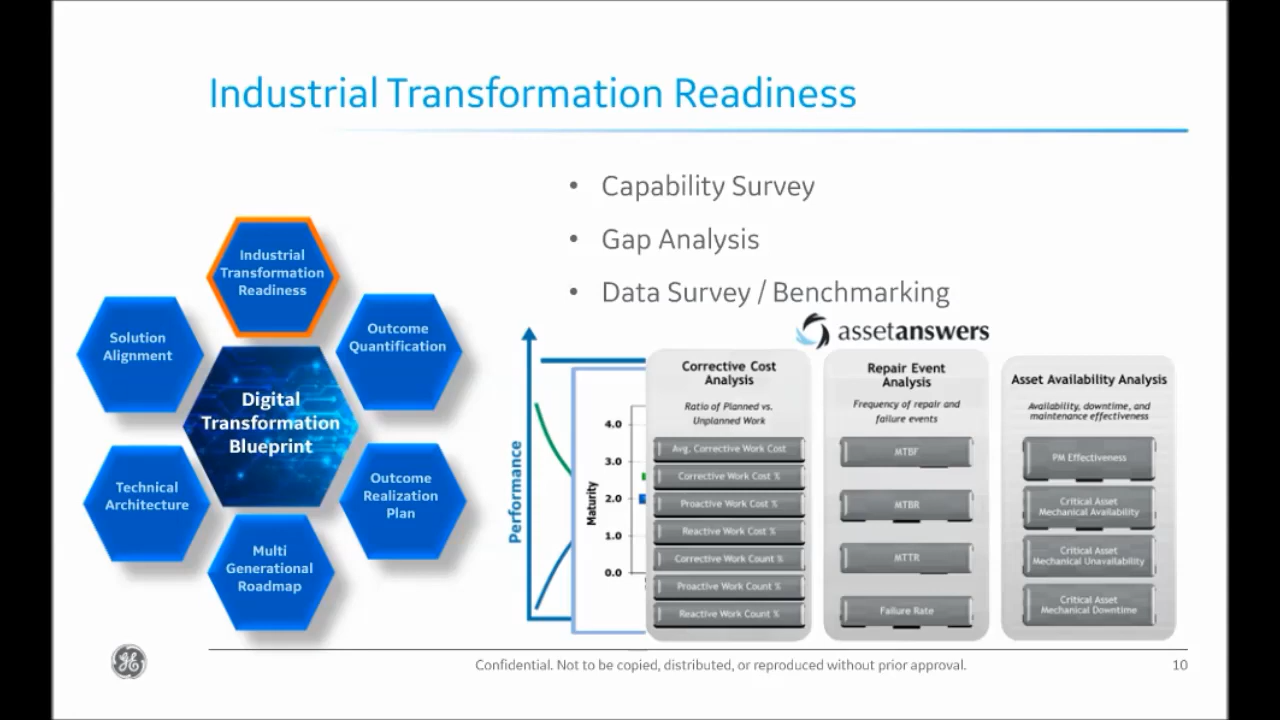 Industrial Transformation Readiness
• Capability Survey
• Gap Analysis
• Data Survey / Benchmarking
Industrial
Transformation
Readiness
Solution
Alignment
Outcome
Quantification
Digital
Transformation
Blueprint
Technical
Architecture
Outcome
Realization
Plan
Multi
Generational
Roadmap
assetanswers
Performance
Maturity
4.0
3.0
2.0
1.0
0.0
Corrective Cost
Analysis
Ratio of Planned vs.
Unplanned Work
Avg. Corrective Work Cost
Corrective Work Cost %
Proactive Work Cost %
Reactive Work Cost %
Corrective Work Count %
Proactive Work Count %
Reactive Work Count %
Repair Event
Analysis
Frequency of repair and
failure events
MTBF
MTBR
MTTR
Failure Rate
Asset Availability Analysis
Availability, downtime, and
maintenance effectiveness
PM Effectiveness
Critical Asset
Mechanical Availability
Critical Asset
Mechanical Unavailability
Critical Asset
Mechanical Downtime
GE
Confidential. Not to be copied, distributed, or reproduced without prior approval.
10